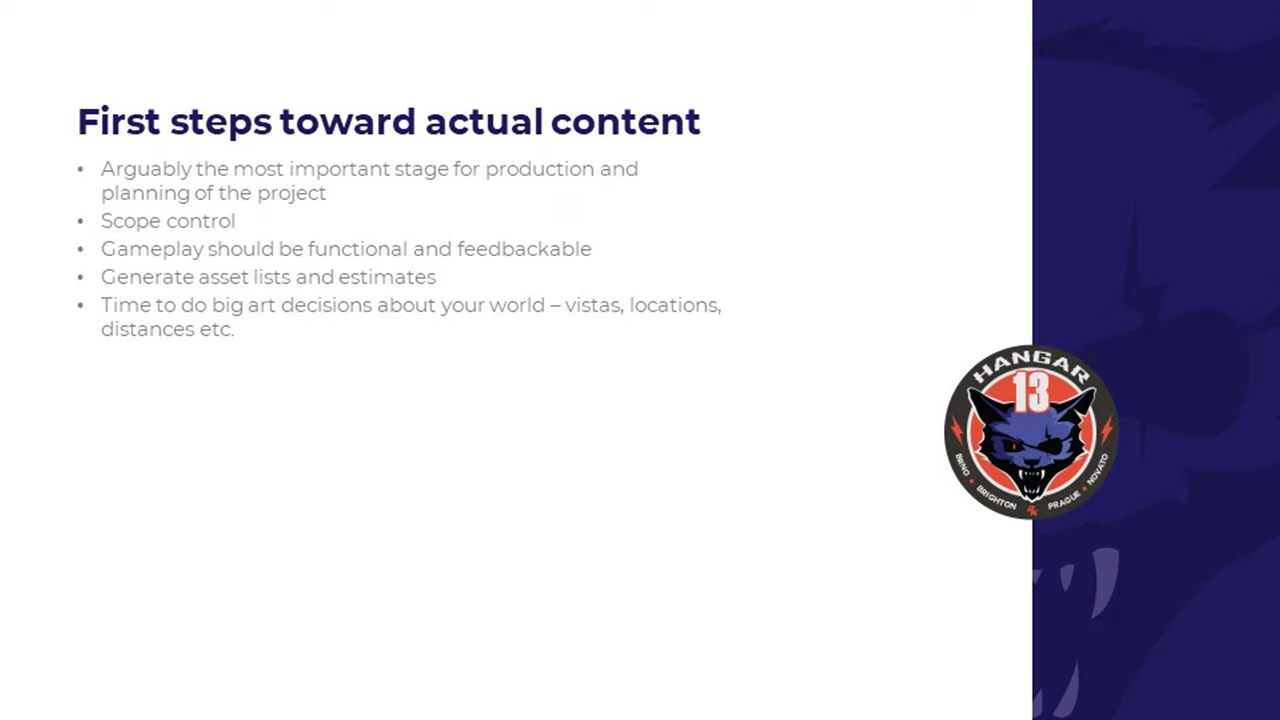 First steps toward actual content
• Arguably the most important stage for production and
planning of the project
• Scope control
• Gameplay should be functional and feedbackable
• Generate asset lists and estimates
• Time to do big art decisions about your world – vistas, locations,
distances etc.
HANGAR
13
BRNO • BRIGHTON 2K PRAGUE • NOVATO